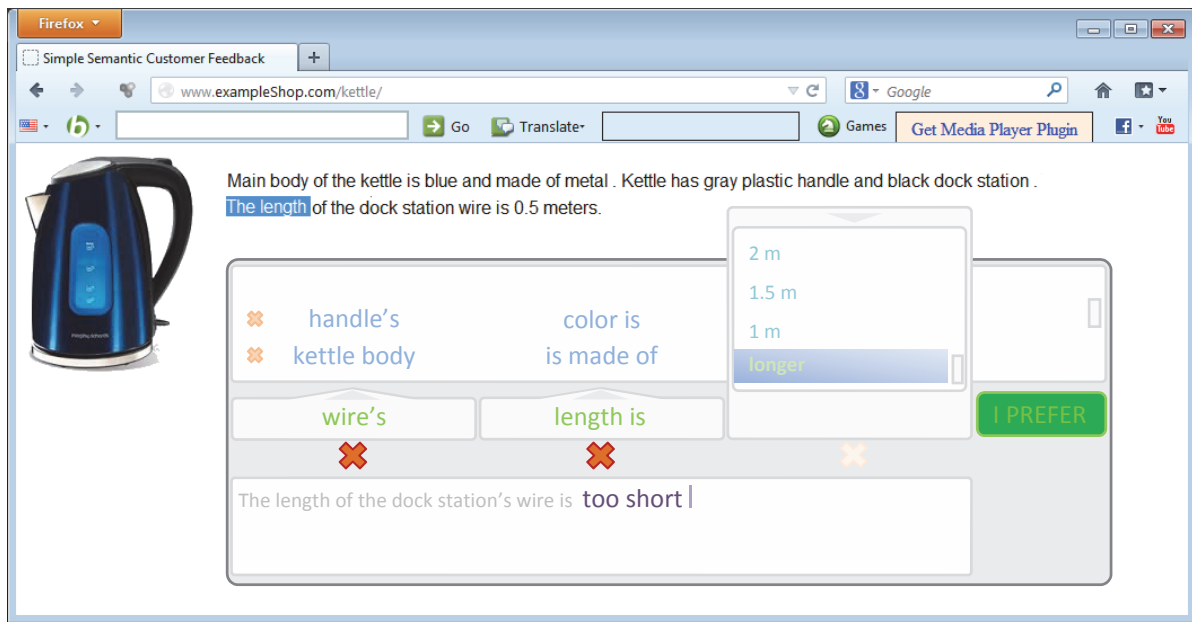 Firefox
Simple Semantic Customer Feedback +
www.exampleShop.com/kettle/
8 Google
b Go Translate Games Get Media Player Plugin f You Tube
Main body of the kettle is blue and made of metal . Kettle has gray plastic handle and black dock station .
The length of the dock station wire is 0.5 meters.
2 m
1.5 m
1 m
longer
handle's color is
kettle body is made of
wire's length is I PREFER
The length of the dock station's wire is too short